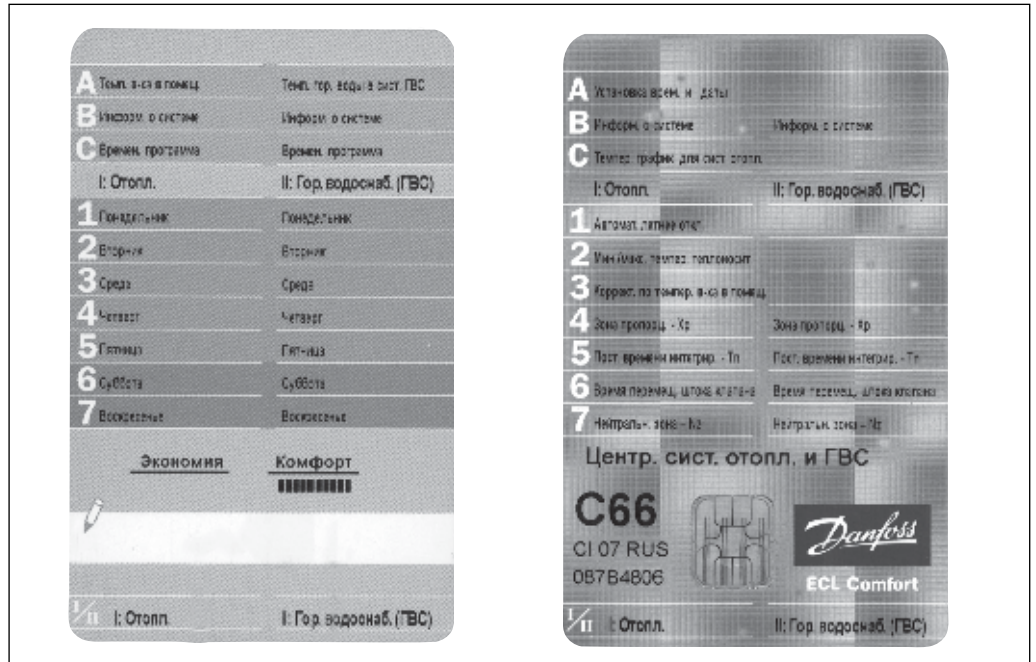 A Темп. в-ха в помещ. Темп. гор. воды в сист. ГВС
B Информ. о системе Информ. о системе
C Времен. программа Времен. программа
I: Отопл. II: Гор. водоснаб. (ГВС)
1 Понедельник Понедельник
2 Вторник Вторник
3 Среда Среда
4 Четверг Четверг
5 Пятница Пятница
6 Суббота Суббота
7 Воскресенье Воскресенье
Экономия Комфорт
I/II I: Отопл. II: Гор. водоснаб. (ГВС)
A Установка врем. и даты
B Информ. о системе Информ. о системе
C Темпер. график для сист. отопл.
I: Отопл. II: Гор. водоснаб. (ГВС)
1 Автомат. летнее откл.
2 Мин/макс. темпер. теплоносит.
3 Коррект. по темпер. в-ха в помещ.
4 Зона пропорц. - Xp Зона пропорц. - Xp
5 Пост. времени интегрир. - Tn Пост. времени интегрир. - Tn
6 Время перемещ. штока клапана Время перемещ. штока клапана
7 Нейтральн. зона - Nz Нейтральн. зона - Nz
Центр. сист. отопл. и ГВС
C66
CI 07 RUS
087B4806
Danfoss
ECL Comfort
I/II I: Отопл. II: Гор. водоснаб. (ГВС)